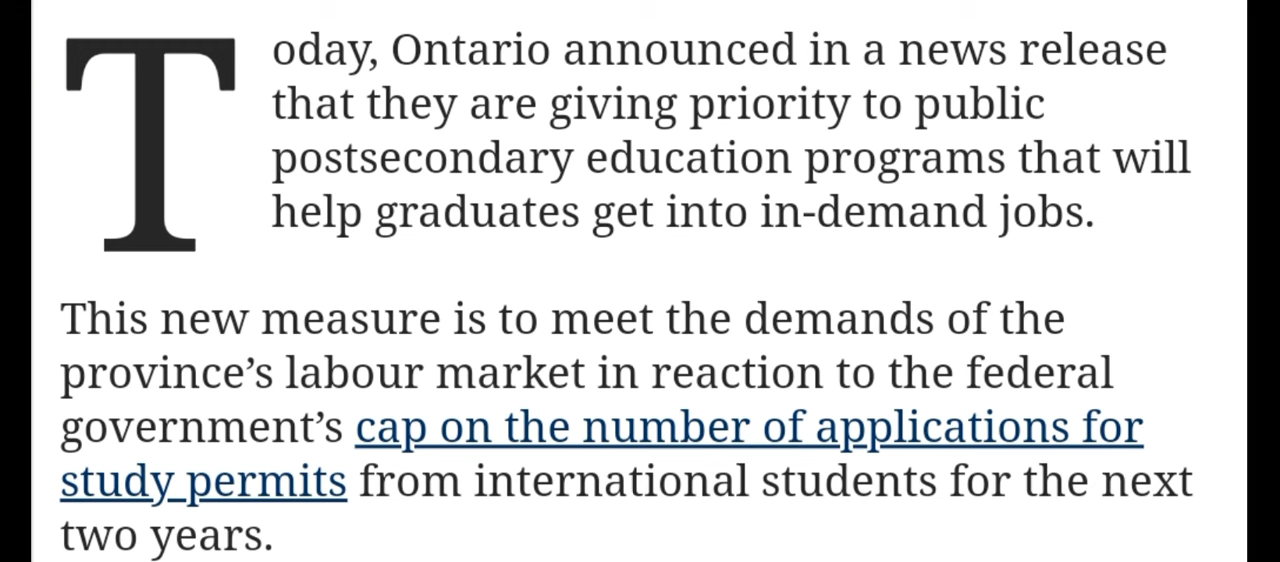 Today, Ontario announced in a news release
that they are giving priority to public
postsecondary education programs that will
help graduates get into in-demand jobs.
This new measure is to meet the demands of the
province’s labour market in reaction to the federal
government’s cap on the number of applications for
study permits from international students for the next
two years.